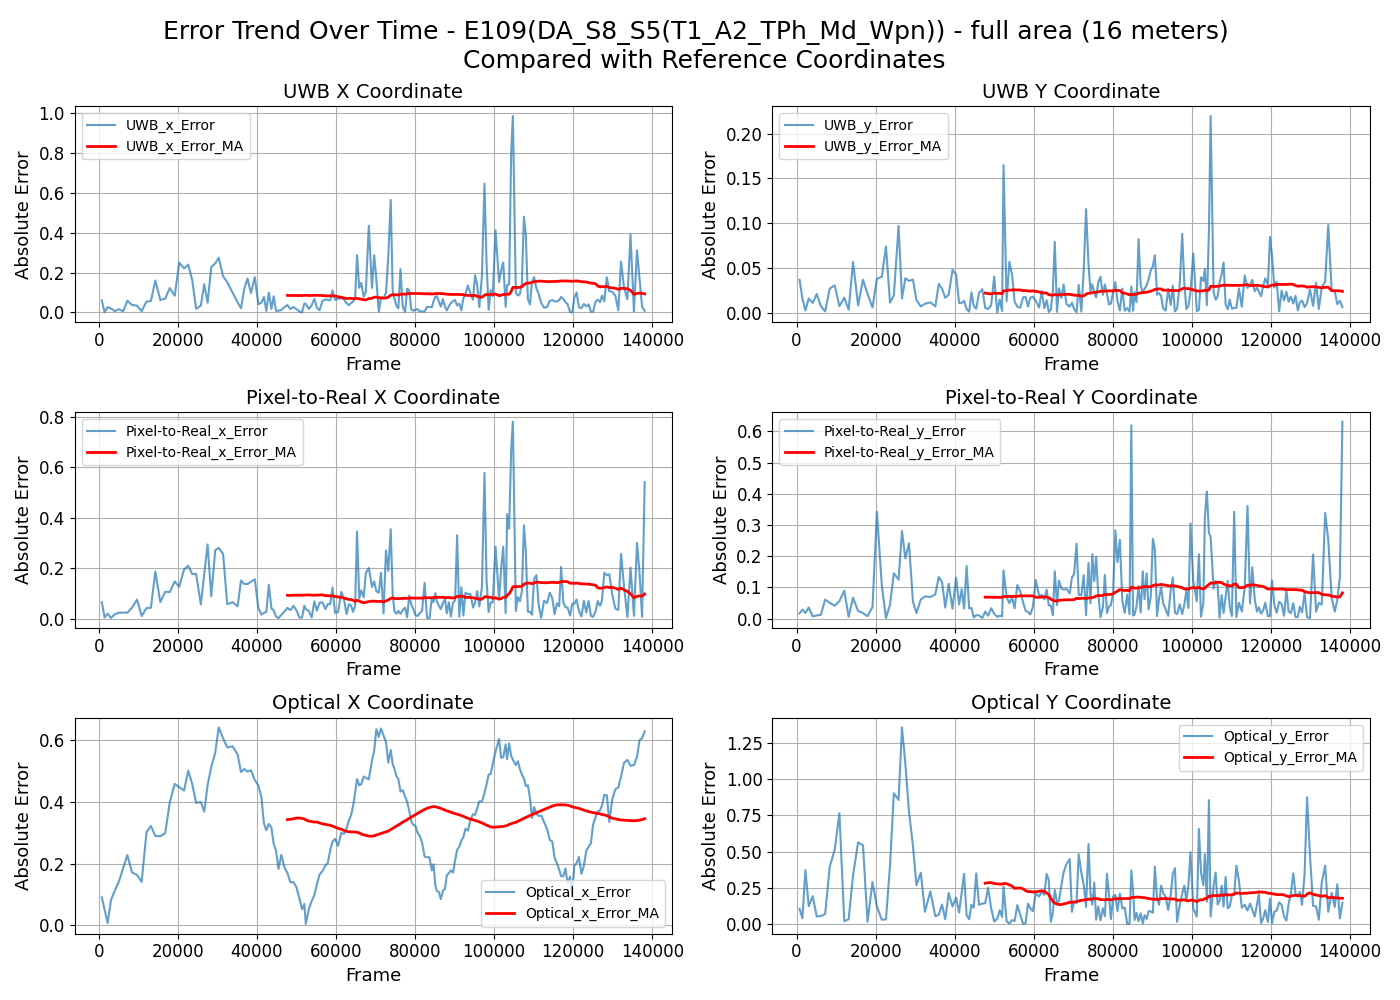 Error Trend Over Time - E109(DA_S8_S5(T1_A2_TPh_Md_Wpn)) - full area (16 meters)
Compared with Reference Coordinates
UWB X Coordinate
Absolute Error
1.0
0.8
0.6
0.4
0.2
0.0
UWB_x_Error
UWB_x_Error_MA
0 20000 40000 60000 80000 100000 120000 140000
Frame
UWB Y Coordinate
Absolute Error
0.20
0.15
0.10
0.05
0.00
UWB_y_Error
UWB_y_Error_MA
0 20000 40000 60000 80000 100000 120000 140000
Frame
Pixel-to-Real X Coordinate
Absolute Error
0.8
0.6
0.4
0.2
0.0
Pixel-to-Real_x_Error
Pixel-to-Real_x_Error_MA
0 20000 40000 60000 80000 100000 120000 140000
Frame
Pixel-to-Real Y Coordinate
Absolute Error
0.6
0.5
0.4
0.3
0.2
0.1
0.0
Pixel-to-Real_y_Error
Pixel-to-Real_y_Error_MA
0 20000 40000 60000 80000 100000 120000 140000
Frame
Optical X Coordinate
Absolute Error
0.6
0.4
0.2
0.0
Optical_x_Error
Optical_x_Error_MA
0 20000 40000 60000 80000 100000 120000 140000
Frame
Optical Y Coordinate
Absolute Error
1.25
1.00
0.75
0.50
0.25
0.00
Optical_y_Error
Optical_y_Error_MA
0 20000 40000 60000 80000 100000 120000 140000
Frame